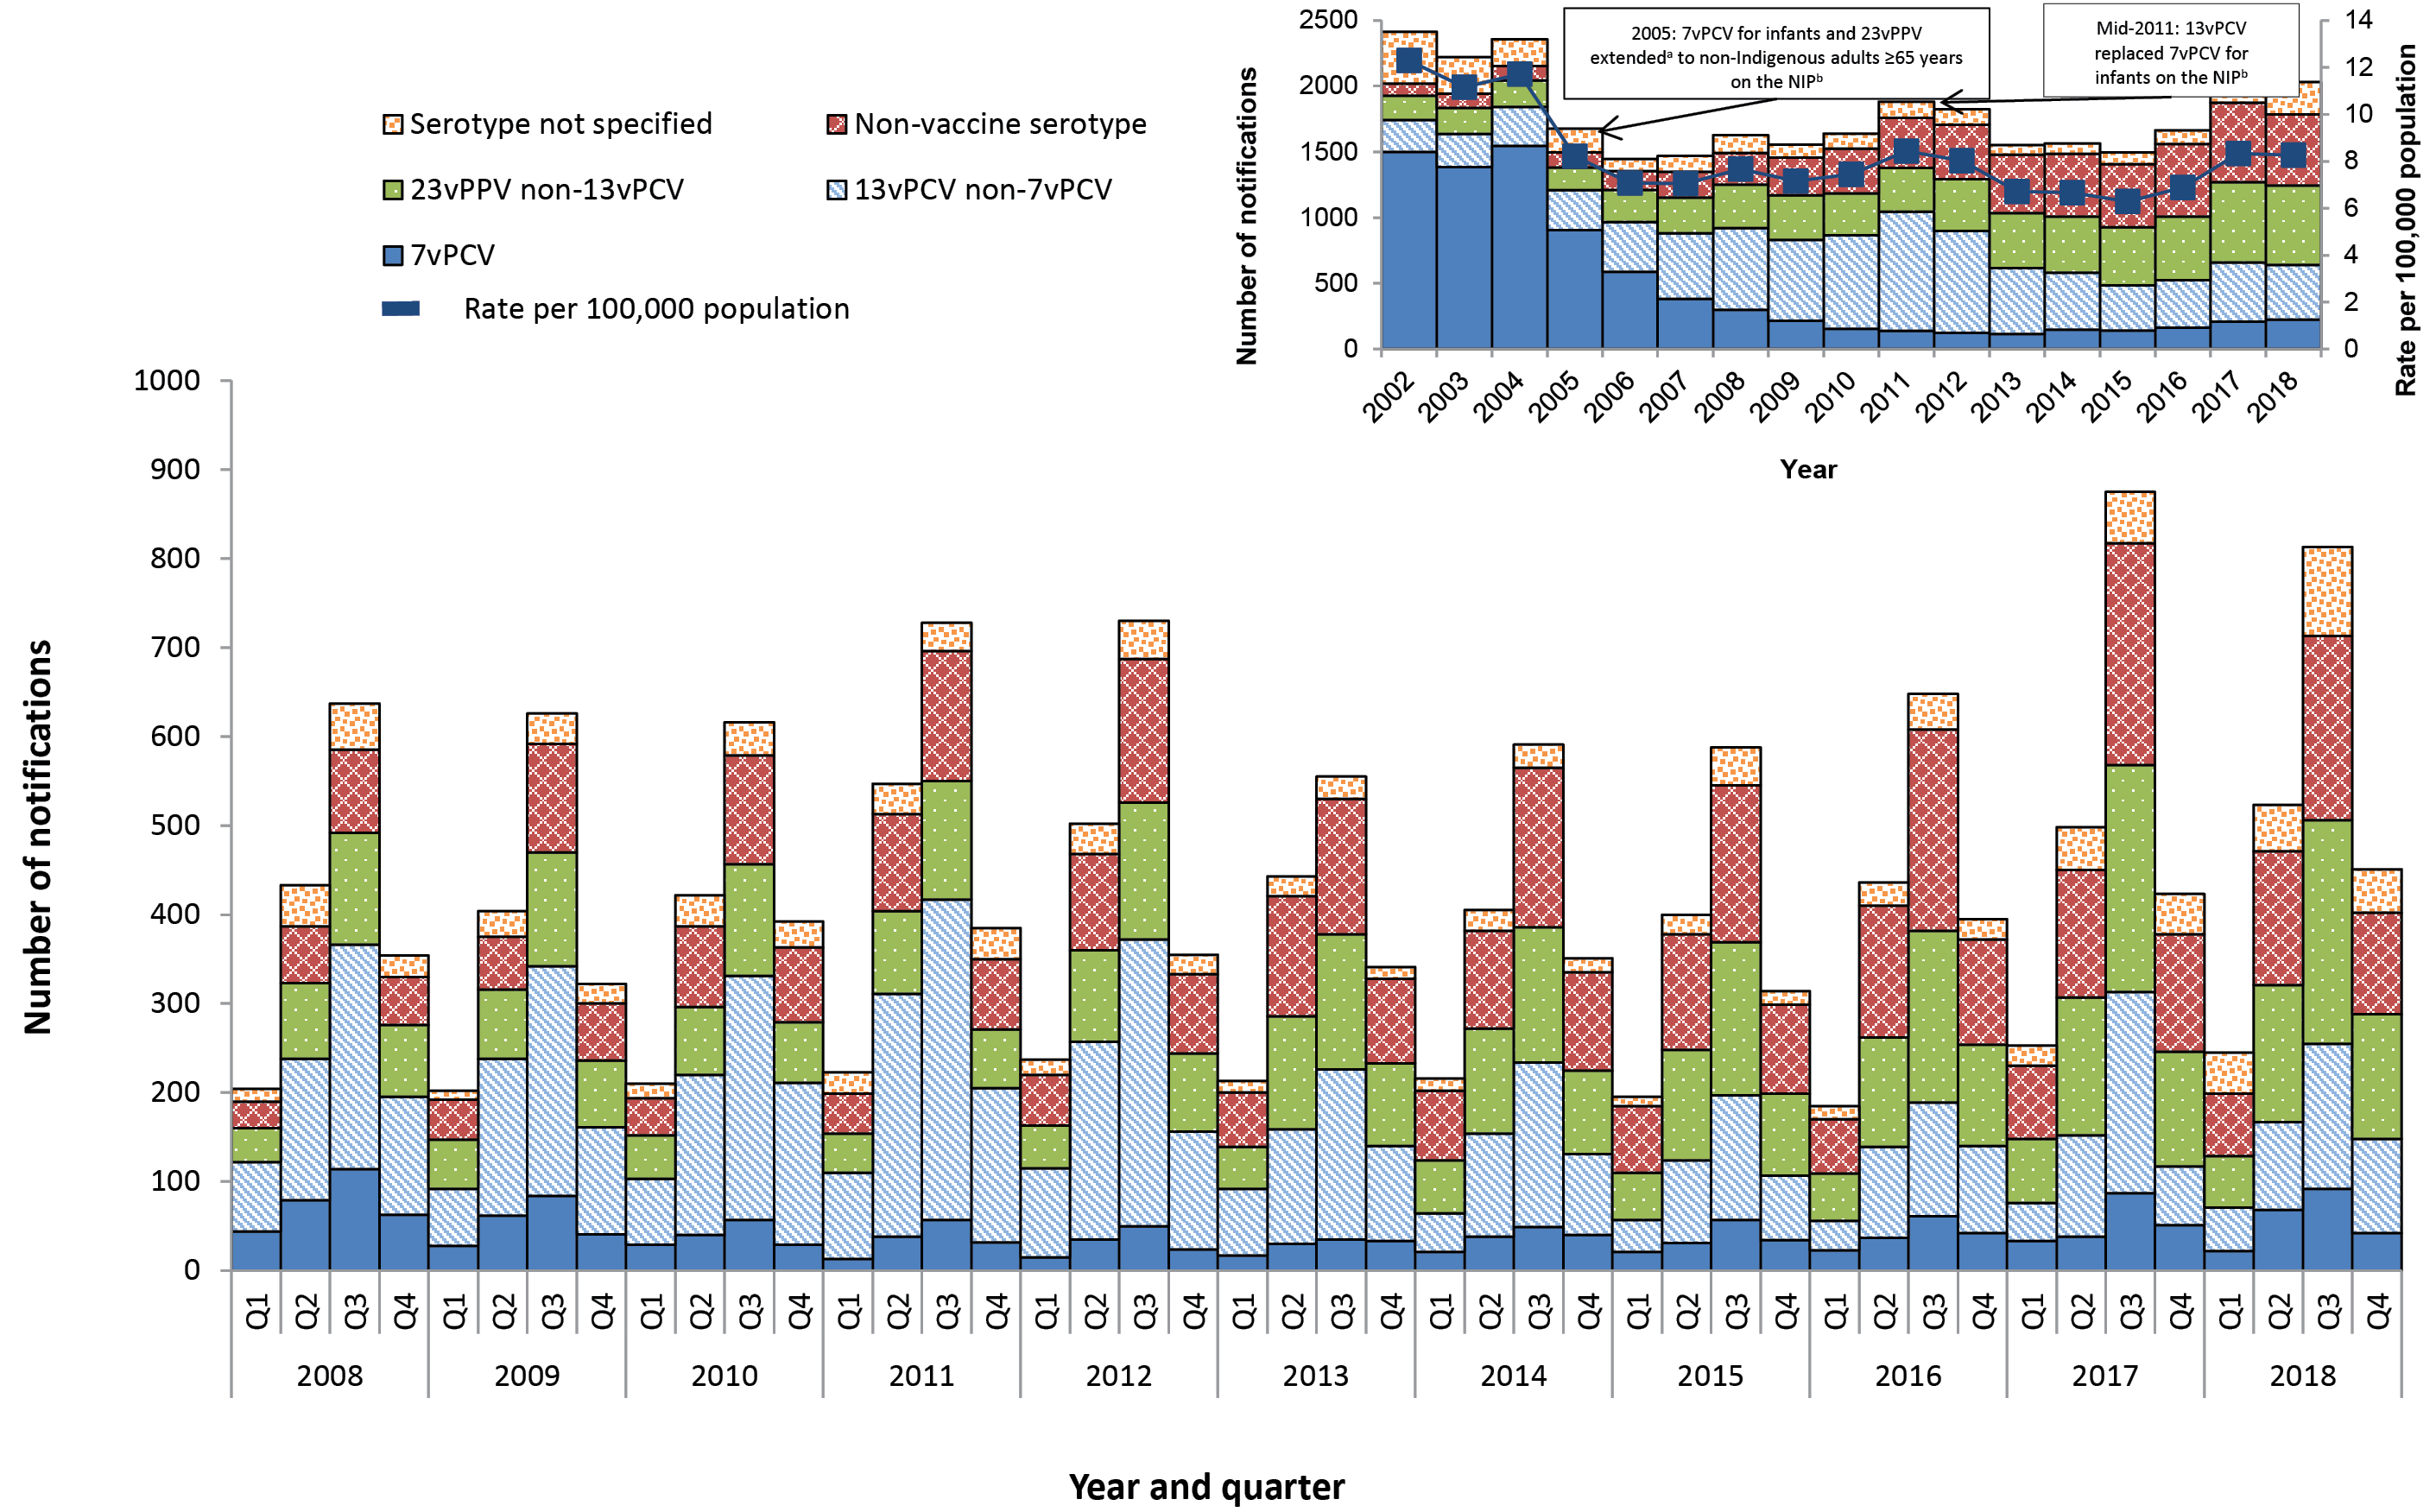 Serotype not specified
Non-vaccine serotype
23vPPV non-13vPCV
13vPCV non-7vPCV
7vPCV
Rate per 100,000 population
2005: 7vPCV for infants and 23vPPV
extendedᵃ to non-Indigenous adults ≥65 years
on the NIPᵇ
Mid-2011: 13vPCV
replaced 7vPCV for
infants on the NIPᵇ
Number of notifications
2500
2000
1500
1000
500
0
14
12
10
8
6
4
2
0
Rate per 100,000 population
2002 2003 2004 2005 2006 2007 2008 2009 2010 2011 2012 2013 2014 2015 2016 2017 2018
Year
Number of notifications
1000
900
800
700
600
500
400
300
200
100
0
Q1 Q2 Q3 Q4 Q1 Q2 Q3 Q4 Q1 Q2 Q3 Q4 Q1 Q2 Q3 Q4 Q1 Q2 Q3 Q4 Q1 Q2 Q3 Q4 Q1 Q2 Q3 Q4 Q1 Q2 Q3 Q4 Q1 Q2 Q3 Q4 Q1 Q2 Q3 Q4 Q1 Q2 Q3 Q4
2008 2009 2010 2011 2012 2013 2014 2015 2016 2017 2018
Year and quarter